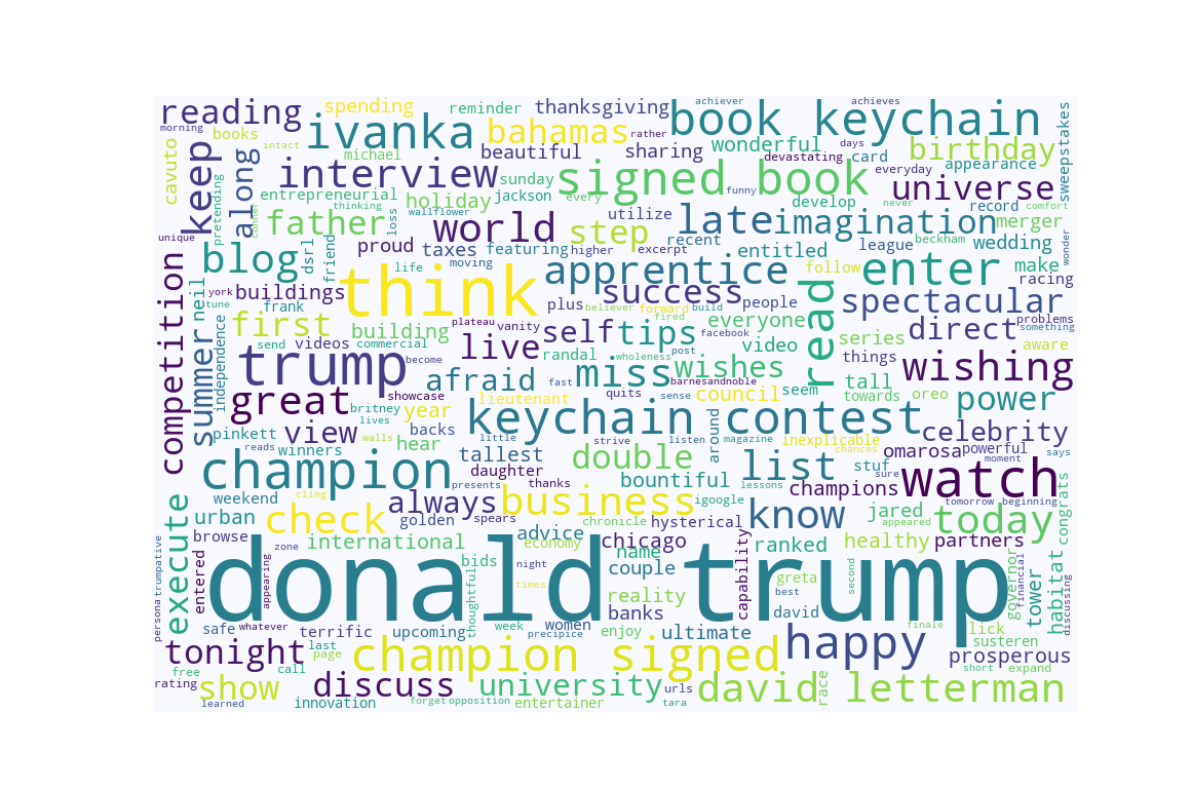 donald trump
think
book keychain
signed book
keychain contest
champion signed
david letterman
champion
watch
trump
ivanka
bahamas
reading
keep
along
interview
father
blog
world
step
late
imagination
universe
birthday
apprentice
success
enter
spectacular
read
direct
wishing
power
celebrity
list
know
today
happy
business
double
miss
wishes
self
tips
live
afraid
great
view
first
summer
competition
execute
check
always
tonight
show
discuss
university
spending
reminder
thanksgiving
achiever
achieves
morning
books
intact
cavuto
michael
beautiful
rather
sharing
wonderful
devastating
days
card
everyday
appearance
sweepstakes
entrepreneurial
thinking
pretending
unique
sunday
jackson
every
funny
holiday
wallflower
loss
develop
never
record
comfort
merger
utilize
recent
league
beckham
wedding
wonder
proud
taxes
featuring
higher
excerpt
entitled
make
racing
friend
dsrl
neil
york
buildings
tune
frank
life
moving
plus
believer
forward
build
people
follow
fired
independence
send
videos
building
commercial
plateau
vanity
everyone
facebook
series
problems
something
aware
become
randal
wholeness
post
video
things
showcase
fast
barnesandnoble
quits
sense
council
seem
tall
towards
oreo
lieutenant
britney
year
lives
backs
pinkett
winners
walls
reads
hear
little
strive
listen
around
magazine
inexplicable
chances
omarosa
powerful
moment
says
tallest
daughter
presents
thanks
bountiful
igoogle
lessons
champions
stuf
sure
tomorrow
beginning
weekend
cling
urban
golden
spears
advice
chronicle
hysterical
jared
appeared
congrats
browse
international
economy
chicago
name
ranked
healthy
partners
zone
bids
night
couple
capability
greta
second
governor
financial
tower
habitat
discussing
trumpative
persona
entered
appearing
thoughtful
times
reality
banks
best
david
safe
whatever
terrific
upcoming
week
women
precipice
enjoy
ultimate
finale
lick
susteren
prosperous
last
page
call
free
rating
learned
innovation
forget
opposition
entertainer
urls
tara
race
short
expand